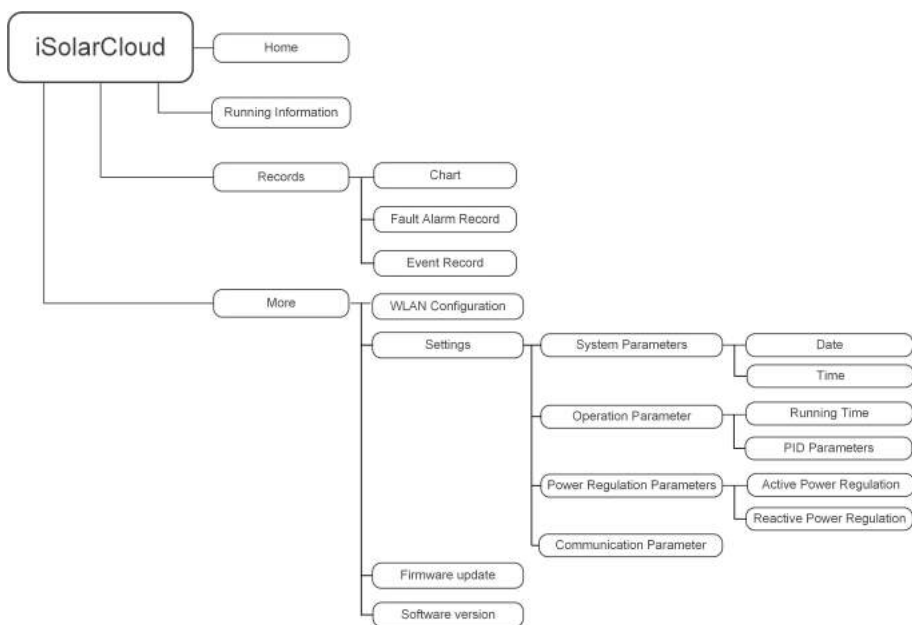 iSolarCloud
Home
Running Information
Records
Chart
Fault Alarm Record
Event Record
More
WLAN Configuration
Settings
System Parameters
Date
Time
Operation Parameter
Running Time
PID Parameters
Power Regulation Parameters
Active Power Regulation
Reactive Power Regulation
Communication Parameter
Firmware update
Software version